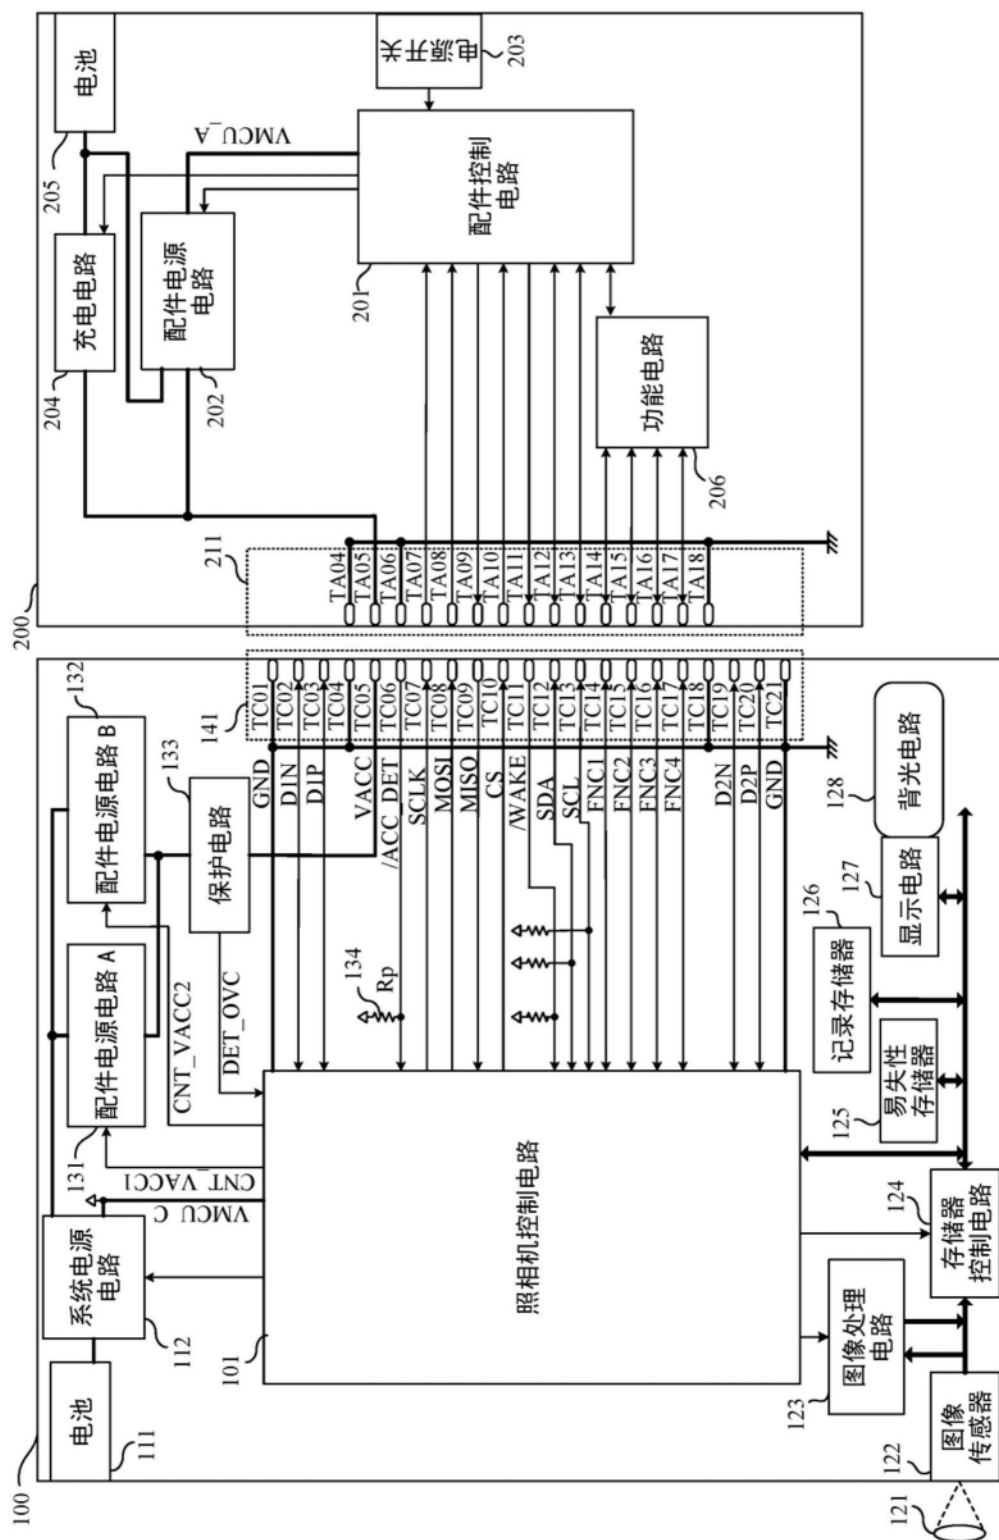 100
电池
111
系统电源
电路
112
VMCU_C
CNT_VACC1
配件电源电路 A
131
CNT_VACC2
配件电源电路 B
132
保护电路
133
DET_OVC
134
Rp
照相机控制电路
101
141
GND
TC01
D1N
TC02
D1P
TC03
TC04
VACC
TC05
/ACC_DET
TC06
SCLK
TC07
MOSI
TC08
MISO
TC09
CS
TC10
/WAKE
TC11
SDA
TC12
SCL
TC13
FNC1
TC14
FNC2
TC15
FNC3
TC16
FNC4
TC17
TC18
D2N
TC19
D2P
TC20
GND
TC21
121
图像
传感器
122
图像处理
电路
123
存储器
控制电路
124
易失性
存储器
125
记录存储器
126
显示电路
127
背光电路
128
200
电池
205
充电电路
204
配件电源
电路
202
VMCU_A
电源开关
203
配件控制
电路
201
功能电路
206
211
TA04
TA05
TA06
TA07
TA08
TA09
TA10
TA11
TA12
TA13
TA14
TA15
TA16
TA17
TA18